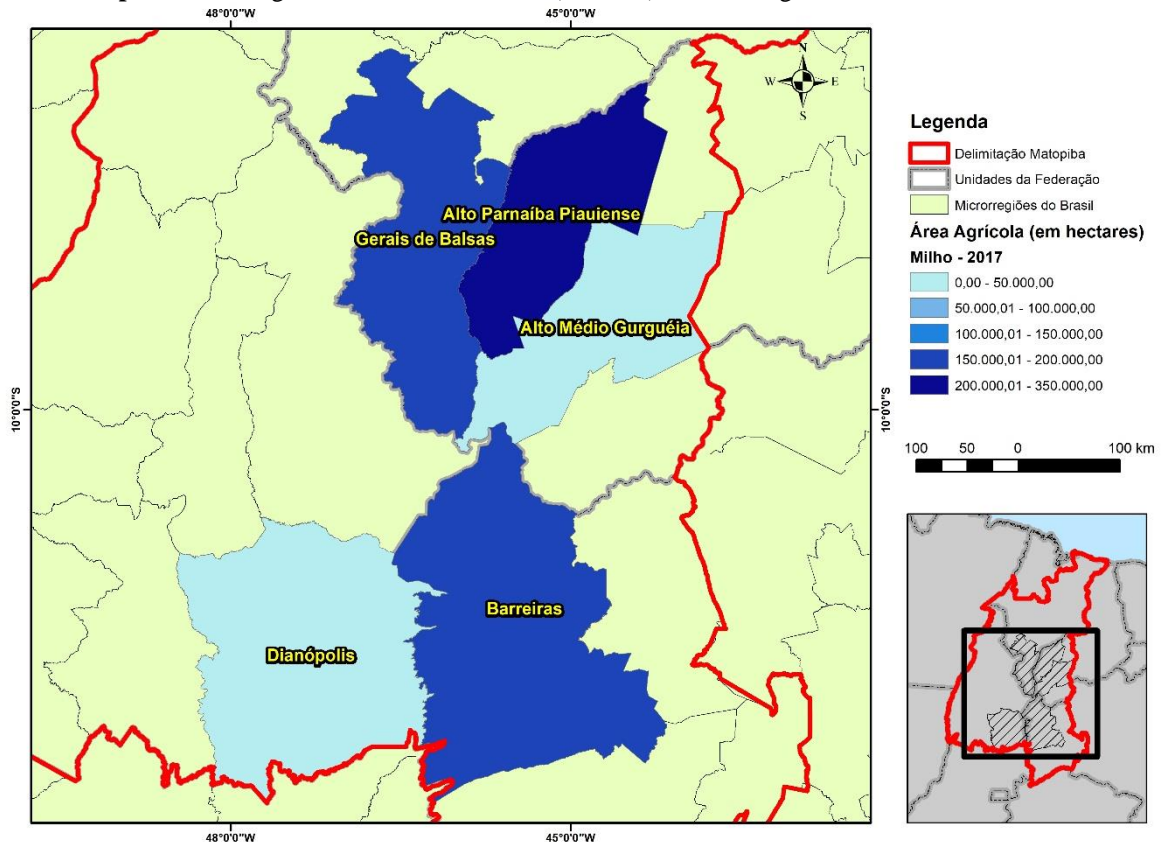 48°0'0"W 45°0'0"W
N
W E
S
10°0'0"S 10°0'0"S
Alto Parnaíba Piauiense
Gerais de Balsas
Alto Médio Gurguéia
Barreiras
Dianópolis
48°0'0"W 45°0'0"W
Legenda
Delimitação Matopiba
Unidades da Federação
Microrregiões do Brasil
Área Agrícola (em hectares)
Milho - 2017
0,00 - 50.000,00
50.000,01 - 100.000,00
100.000,01 - 150.000,00
150.000,01 - 200.000,00
200.000,01 - 350.000,00
100 50 0 100 km